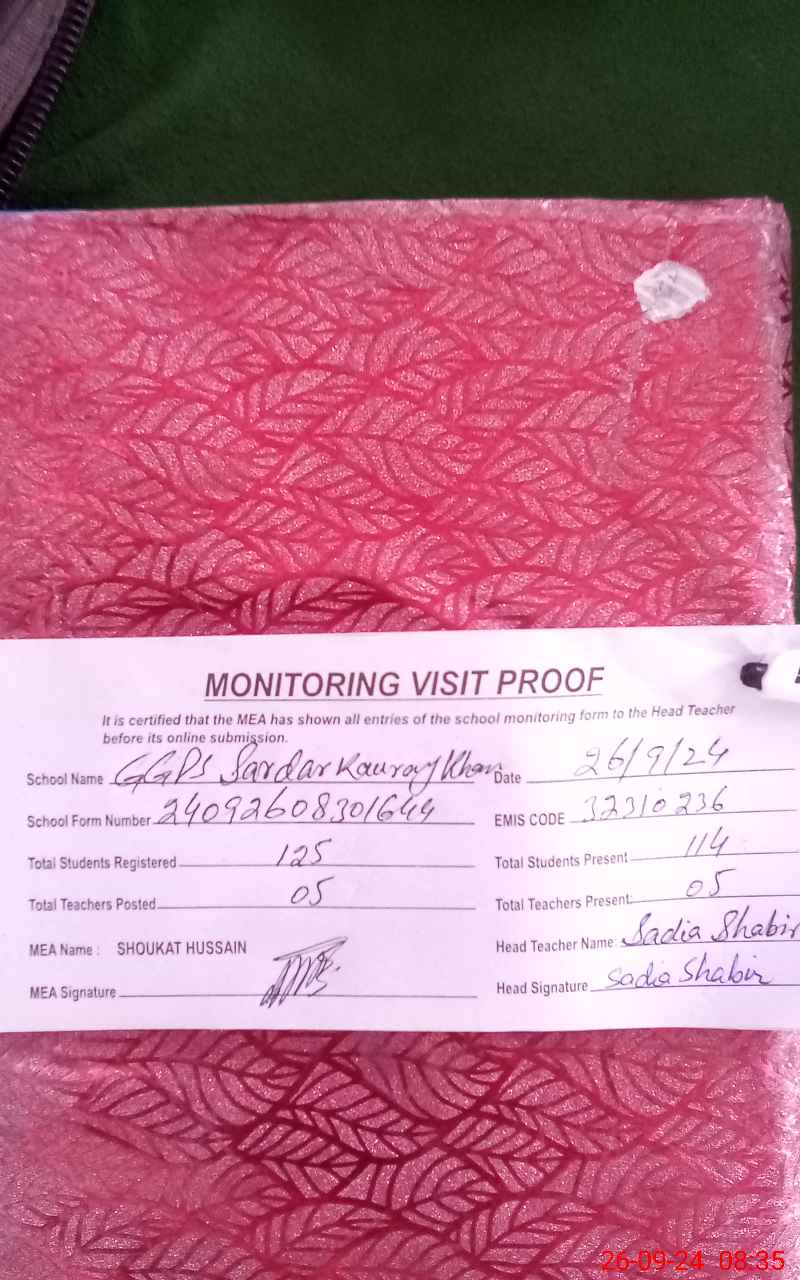 MONITORING VISIT PROOF
It is certified that the MEA has shown all entries of the school monitoring form to the Head Teacher
before its online submission.
School Name GGPS Sardar Kauray Khan Date 26/9/24
School Form Number 24092608301644 EMIS CODE 32310236
Total Students Registered 125 Total Students Present 114
Total Teachers Posted 05 Total Teachers Present: 05
MEA Name : SHOUKAT HUSSAIN Head Teacher Name: Sadia Shabir
MEA Signature Head Signature Sadia Shabir
26-09-24 08:35